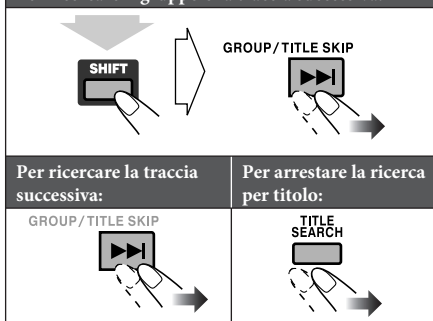 GROUP/TITLE SKIP
SHIFT
Per ricercare la traccia
successiva:
Per arrestare la ricerca
per titolo:
GROUP/TITLE SKIP
TITLE
SEARCH